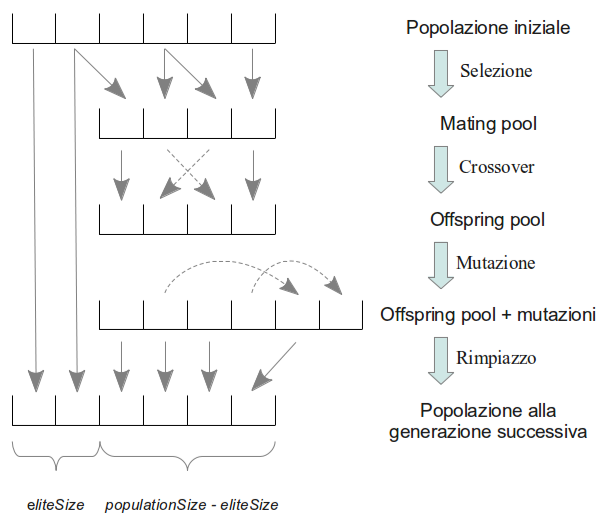 Popolazione iniziale
Selezione
Mating pool
Crossover
Offspring pool
Mutazione
Offspring pool + mutazioni
Rimpiazzo
Popolazione alla
generazione successiva
eliteSize
populationSize - eliteSize